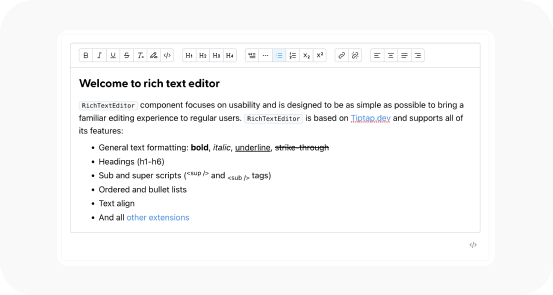 B I U S Tx </>
H1 H2 H3 H4
x₂ x²
Welcome to rich text editor
RichTextEditor component focuses on usability and is designed to be as simple as possible to bring a
familiar editing experience to regular users. RichTextEditor is based on Tiptap.dev and supports all of
its features:
• General text formatting: bold, italic, underline, strike-through
• Headings (h1-h6)
• Sub and super scripts (<sup /> and <sub /> tags)
• Ordered and bullet lists
• Text align
• And all other extensions
</>